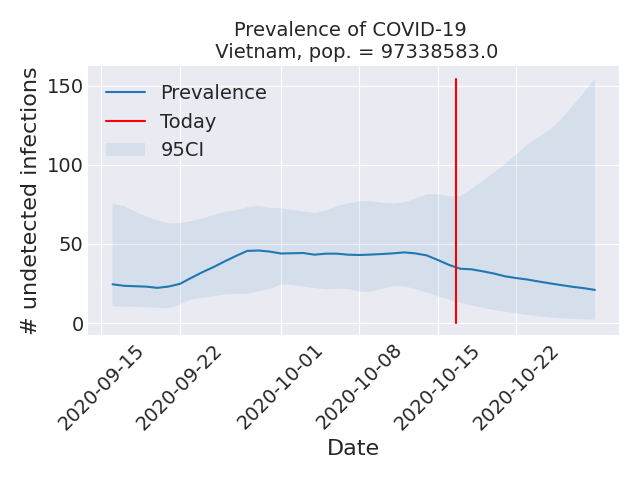 Prevalence of COVID-19
Vietnam, pop. = 97338583.0
# undetected infections
150
100
50
0
Prevalence
Today
95CI
2020-09-15
2020-09-22
2020-10-01
2020-10-08
2020-10-15
2020-10-22
Date